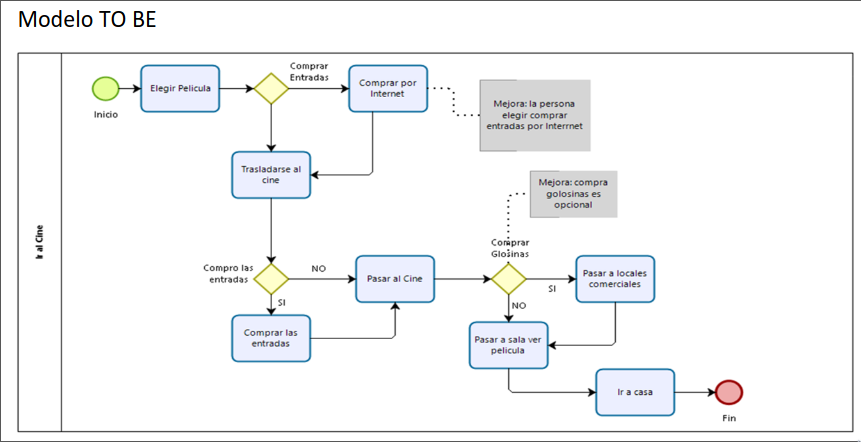 Modelo TO BE
Ir al Cine
Inicio
Elegir Pelicula
Comprar
Entradas
Comprar por
Internet
Mejora: la persona
elegir comprar
entradas por Internet
Trasladarse al
cine
Mejora: compra
golosinas es
opcional
Compro las
entradas
NO
SI
Pasar al Cine
Comprar
Glosinas
SI
NO
Pasar a locales
comerciales
Comprar las
entradas
Pasar a sala ver
pelicula
Ir a casa
Fin